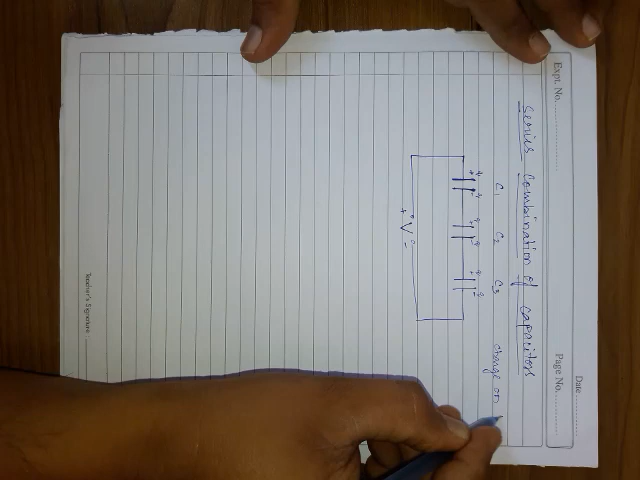 Date ............
Expt. No. ............ Page No. ............
Series Combination of Capacitors
C1 C2 C3 charge on
+q -q +q -q +q -q
+ V -
Teacher's Signature :